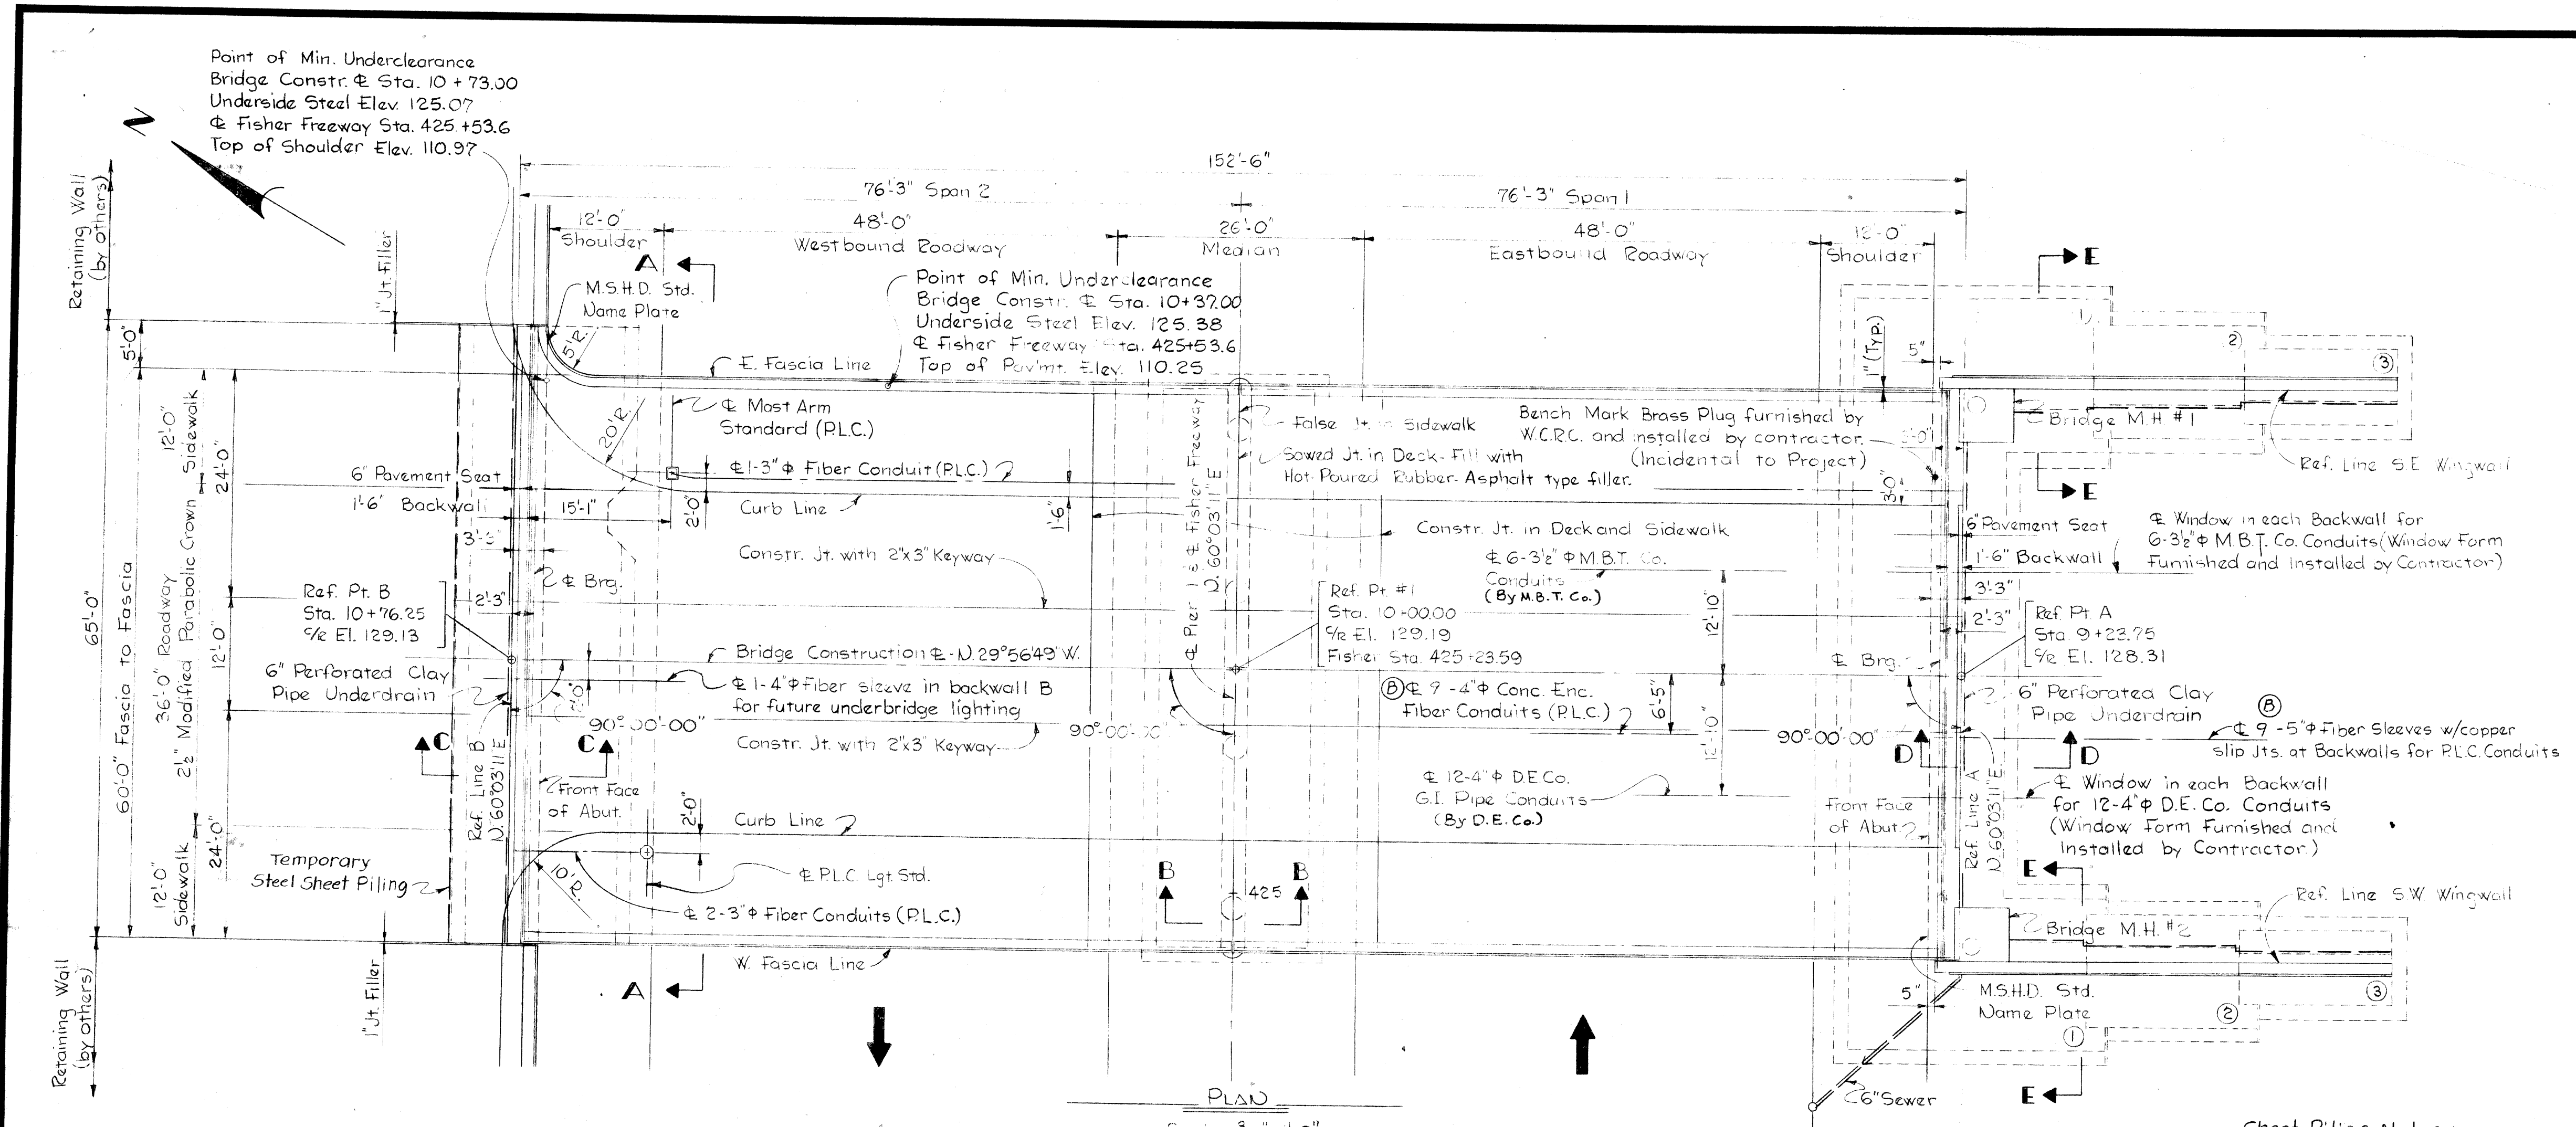 Point of Min. Underclearance
Bridge Constr. ℄ Sta. 10 + 73.00
Underside Steel Elev. 125.07
℄ Fisher Freeway Sta. 425.+53.6
Top of Shoulder Elev. 110.97
N
Retaining Wall
(by others)
1" Jt. Filler
152'-6"
76'-3" Span 2
76'-3" Span 1
12'-0"
Shoulder
48'-0"
Westbound Roadway
26'-0"
Median
48'-0"
Eastbound Roadway
12'-0"
Shoulder
A
E
M.S.H.D. Std.
Name Plate
Point of Min. Underclearance
Bridge Constr. ℄ Sta. 10+37.00
Underside Steel Elev. 125.38
℄ Fisher Freeway Sta. 425+53.6
Top of Pav'mt. Elev. 110.25
1" (Typ.)
5"
2
3
5'-0"
5'R.
E. Fascia Line
℄ Mast Arm
Standard (P.L.C.)
20'R.
False Jt. in Sidewalk
Sawed Jt. in Deck-Fill with
Hot-Poured Rubber-Asphalt type filler.
Bench Mark Brass Plug furnished by
W.C.R.C. and installed by contractor.
(Incidental to Project)
Bridge M.H. #1
Ref. Line S.E. Wingwall
E
12'-0"
Sidewalk
24'-0"
6" Pavement Seat
1'-6" Backwall
15'-1"
℄ 1-3"φ Fiber Conduit (P.L.C.)
2'-0"
Curb Line
1'-6"
3'-0"
℄ Pier 1 & ℄ Fisher Freeway
N. 60°03'11" E
Constr. Jt. in Deck and Sidewalk
6" Pavement Seat
1'-6" Backwall
℄ Window in each Backwall for
6-3½"φ M.B.T. Co. Conduits (Window Form
Furnished and Installed by Contractor)
3'-3"
Constr. Jt. with 2"x3" Keyway
℄ 6-3½"φ M.B.T. Co.
Conduits
(By M.B.T. Co.)
℄ Brg.
65'-0"
60'-0" Fascia to Fascia
36'-0" Roadway
2½" Modified Parabolic Crown
12'-0"
Ref. Pt. B
Sta. 10+76.25
c/R El. 129.13
2'-3"
Ref. Pt. #1
Sta. 10+00.00
c/R El. 129.19
Fisher Sta. 425+23.59
12'-10"
3'-3"
2'-3"
Ref. Pt. A
Sta. 9+23.75
c/R El. 128.31
℄ Brg.
Bridge Construction ℄ - N. 29°56'49" W.
6" Perforated Clay
Pipe Underdrain
℄ 1-4"φ Fiber sleeve in backwall B
for future underbridge lighting
90°-00'-00"
Constr. Jt. with 2"x3" Keyway
90°-00'-00"
B ℄ 9-4"φ Conc. Enc.
Fiber Conduits (P.L.C.)
6'-5"
90°-00'-00"
6" Perforated Clay
Pipe Underdrain
B
℄ 9-5"φ Fiber Sleeves w/copper
slip Jts. at Backwalls for P.L.C. Conduits
C
C
D
D
Ref. Line B
N. 60°03'11" E
Front Face
of Abut.
℄ 12-4"φ D.E. Co.
G.I. Pipe Conduits
(By D.E. Co.)
Front Face
of Abut.
Ref. Line A
N. 60°03'11" E
℄ Window in each Backwall
for 12-4"φ D.E. Co. Conduits
(Window Form Furnished and
Installed by Contractor)
2'-0"
Curb Line
24'-0"
12'-0"
Sidewalk
Temporary
Steel Sheet Piling
10'R.
℄ P.L.C. Lgt. Std.
℄ 2-3"φ Fiber Conduits (P.L.C.)
B
B
425
E
Ref. Line S.W. Wingwall
Bridge M.H. #2
W. Fascia Line
A
Retaining Wall
(by others)
1" Jt. Filler
5"
M.S.H.D. Std.
Name Plate
1
2
3
6" Sewer
E
PLAN